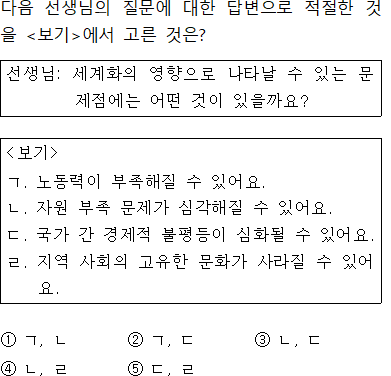 다음 선생님의 질문에 대한 답변으로 적절한 것
을 <보기>에서 고른 것은?
선생님: 세계화의 영향으로 나타날 수 있는 문
제점에는 어떤 것이 있을까요?
<보기>
ㄱ. 노동력이 부족해질 수 있어요.
ㄴ. 자원 부족 문제가 심각해질 수 있어요.
ㄷ. 국가 간 경제적 불평등이 심화될 수 있어요.
ㄹ. 지역 사회의 고유한 문화가 사라질 수 있어
요.
① ㄱ, ㄴ ② ㄱ, ㄷ ③ ㄴ, ㄷ
④ ㄴ, ㄹ ⑤ ㄷ, ㄹ